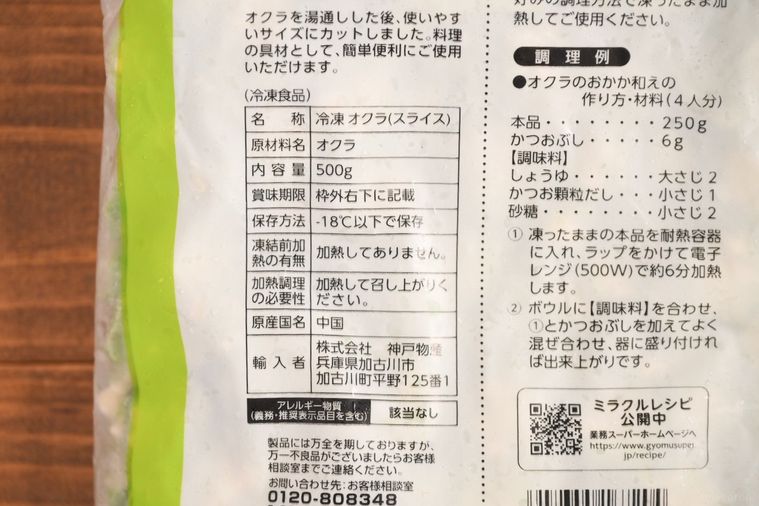 オクラを湯通しした後、使いやす
いサイズにカットしました。料理
の具材として、簡単便利にご使用
いただけます。
(冷凍食品)
名称 冷凍 オクラ(スライス)
原材料名 オクラ
内容量 500g
賞味期限 枠外右下に記載
保存方法 -18℃以下で保存
凍結前加熱の有無 加熱してありません。
加熱調理の必要性 加熱して召し上がりください。
原産国名 中国
輸入者 株式会社 神戸物産
兵庫県加古川市
加古川町平野125番1
アレルギー物質
(義務・推奨表示品目を含む) 該当なし
製品には万全を期しておりますが、
万一不良品がございましたらお客様
相談室までご連絡ください。
お問い合わせ先：お客様相談室
0120-808348
好みの調理方法で凍ったまま加
熱してご使用ください。
調理例
●オクラのおかか和えの
作り方・材料(4人分)
本品・・・・・・・・250g
かつおぶし・・・・・6g
【調味料】
しょうゆ・・・・・大さじ2
かつお顆粒だし・・小さじ1
砂糖・・・・・・・小さじ2
① 凍ったままの本品を耐熱容器
に入れ、ラップをかけて電子
レンジ(500W)で約6分加熱
します。
② ボウルに【調味料】を合わせ、
①とかつおぶしを加えてよく
混ぜ合わせ、器に盛り付けれ
ば出来上がりです。
ミラクルレシピ
公開中
業務スーパーホームページへ
https://www.gyomusuper.
jp/recipe/